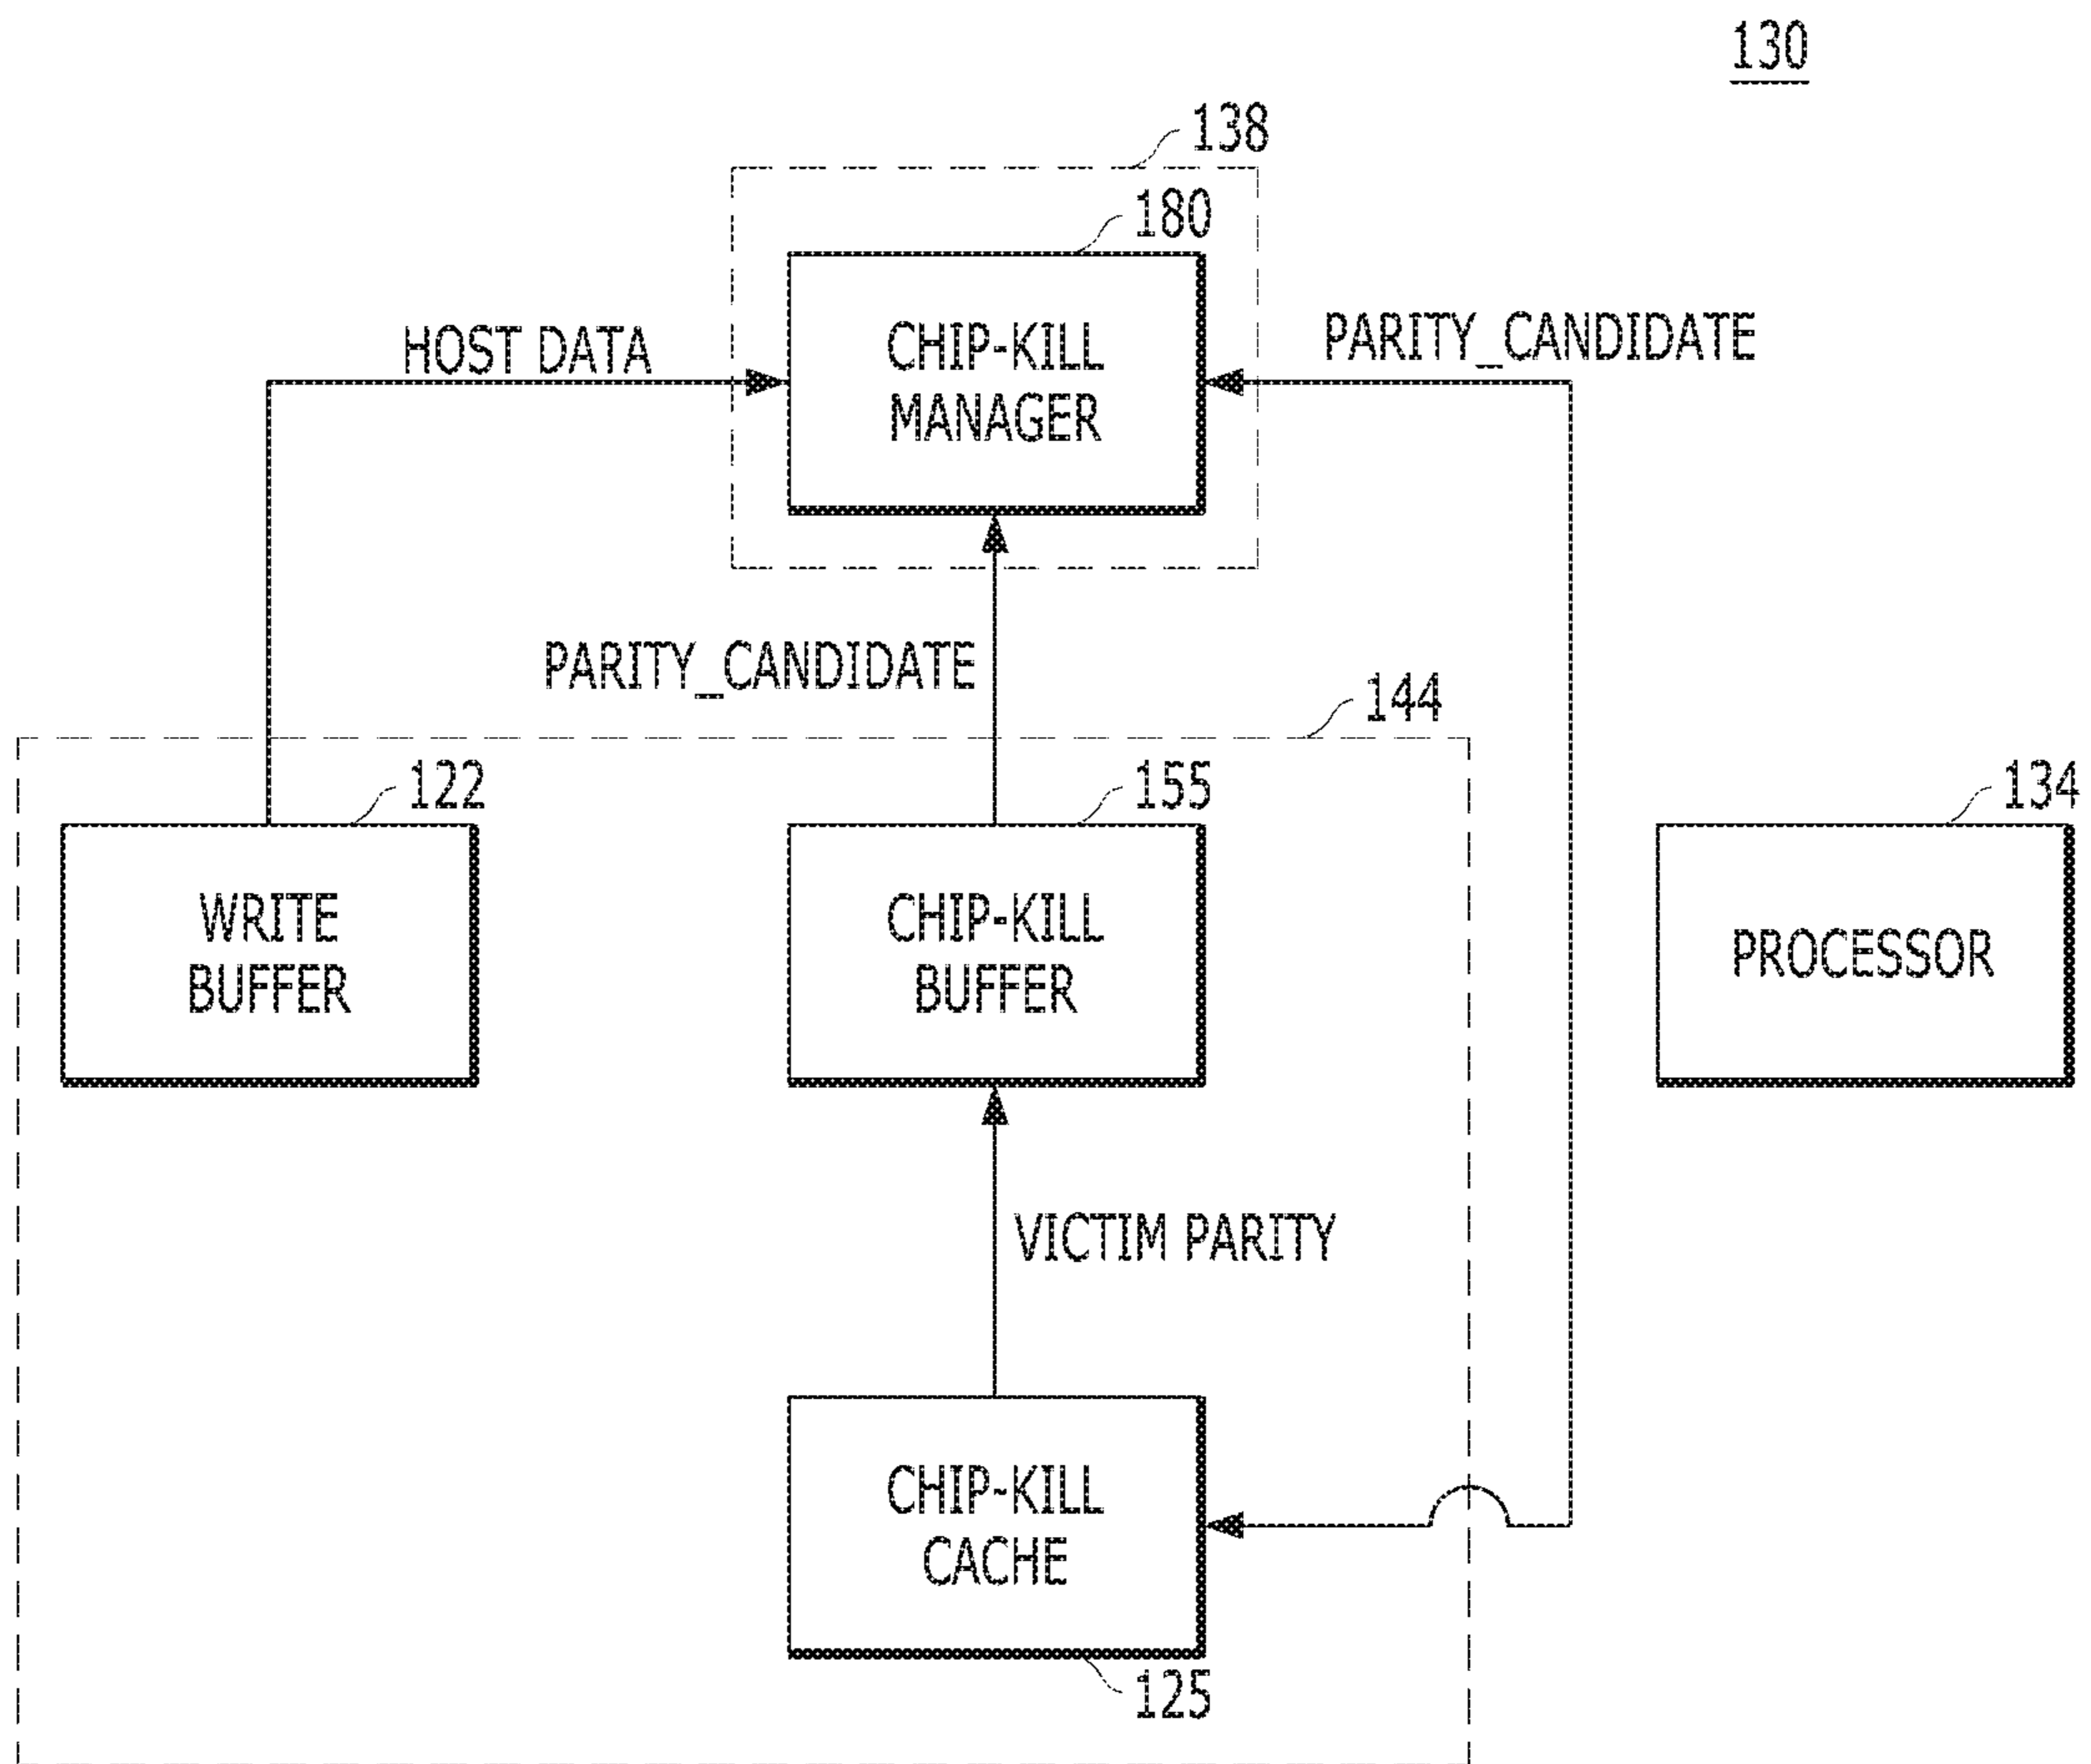 130
138
180
CHIP-KILL
MANAGER
HOST DATA
PARITY_CANDIDATE
PARITY_CANDIDATE
144
122
155
134
WRITE
BUFFER
CHIP-KILL
BUFFER
PROCESSOR
VICTIM PARITY
CHIP-KILL
CACHE
125